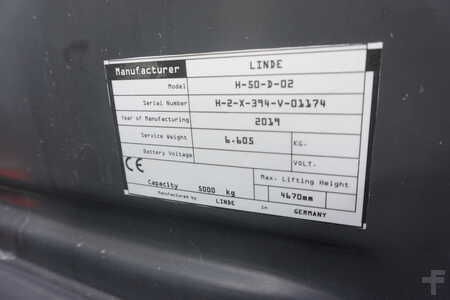 Manufacturer LINDE
Model H-50-D-02
Serial Number H-2-X-394-V-01174
Year of Manufacturing 2019
Service Weight 6.605 KG.
Battery Voltage VOLT.
CE Max. Lifting Height
Capacity 5000 kg 4670mm
Manufactured by LINDE in GERMANY